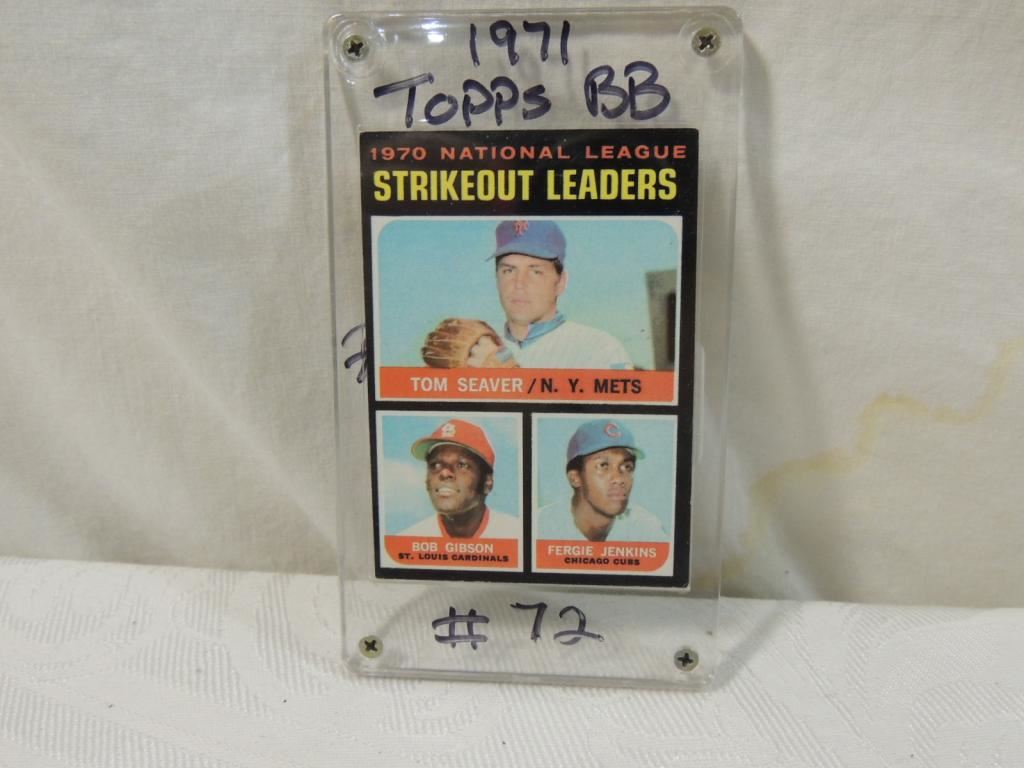 1971
TOPPS BB
1970 NATIONAL LEAGUE
STRIKEOUT LEADERS
TOM SEAVER / N. Y. METS
BOB GIBSON
ST. LOUIS CARDINALS
FERGIE JENKINS
CHICAGO CUBS
# 72